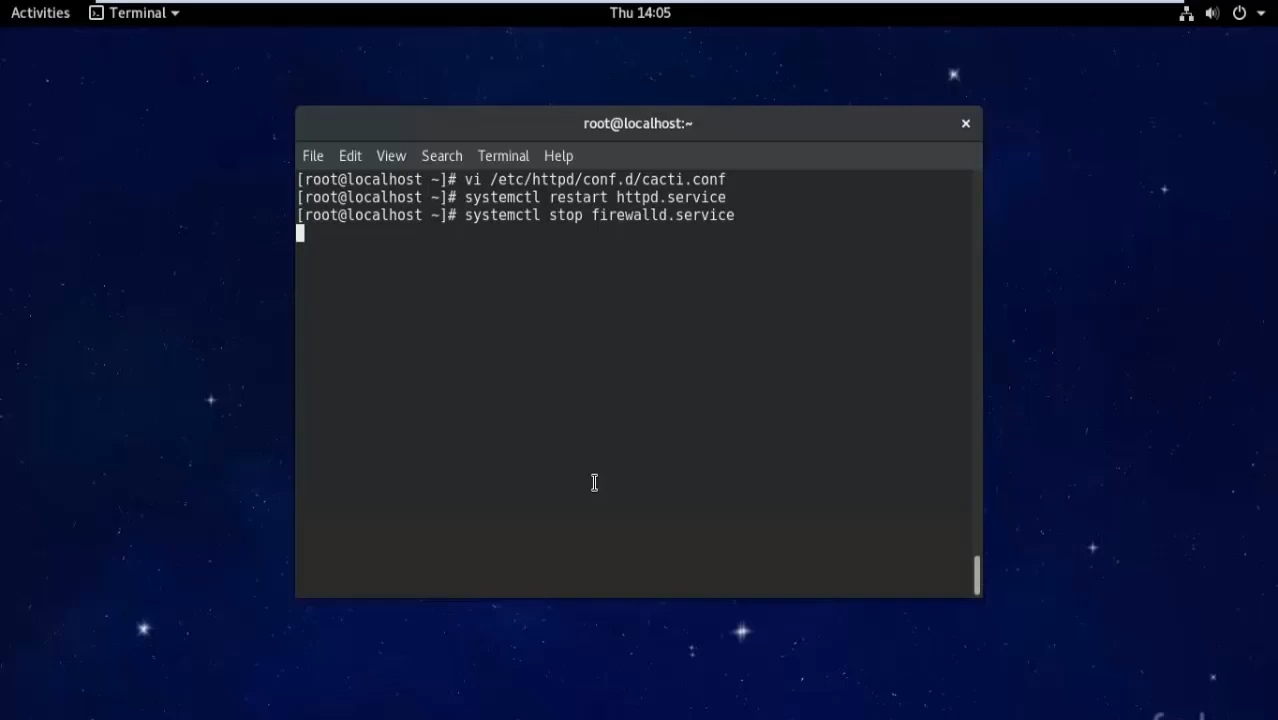 Activities Terminal Thu 14:05
root@localhost:~
File Edit View Search Terminal Help
[root@localhost ~]# vi /etc/httpd/conf.d/cacti.conf
[root@localhost ~]# systemctl restart httpd.service
[root@localhost ~]# systemctl stop firewalld.service